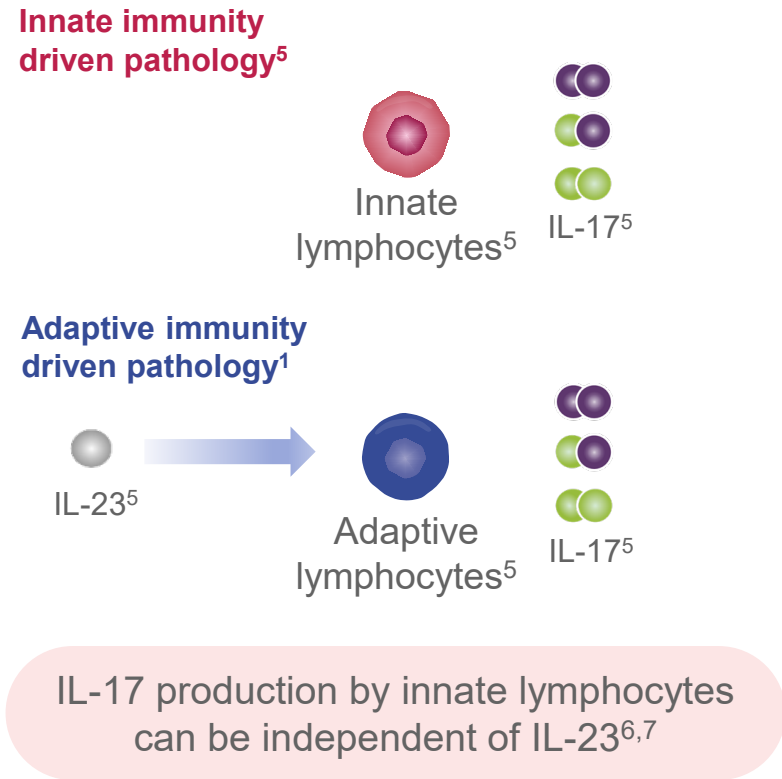 Innate immunity
driven pathology⁵
Innate
lymphocytes⁵
IL-17⁵
Adaptive immunity
driven pathology¹
IL-23⁵
Adaptive
lymphocytes⁵
IL-17⁵
IL-17 production by innate lymphocytes
can be independent of IL-23⁶,⁷